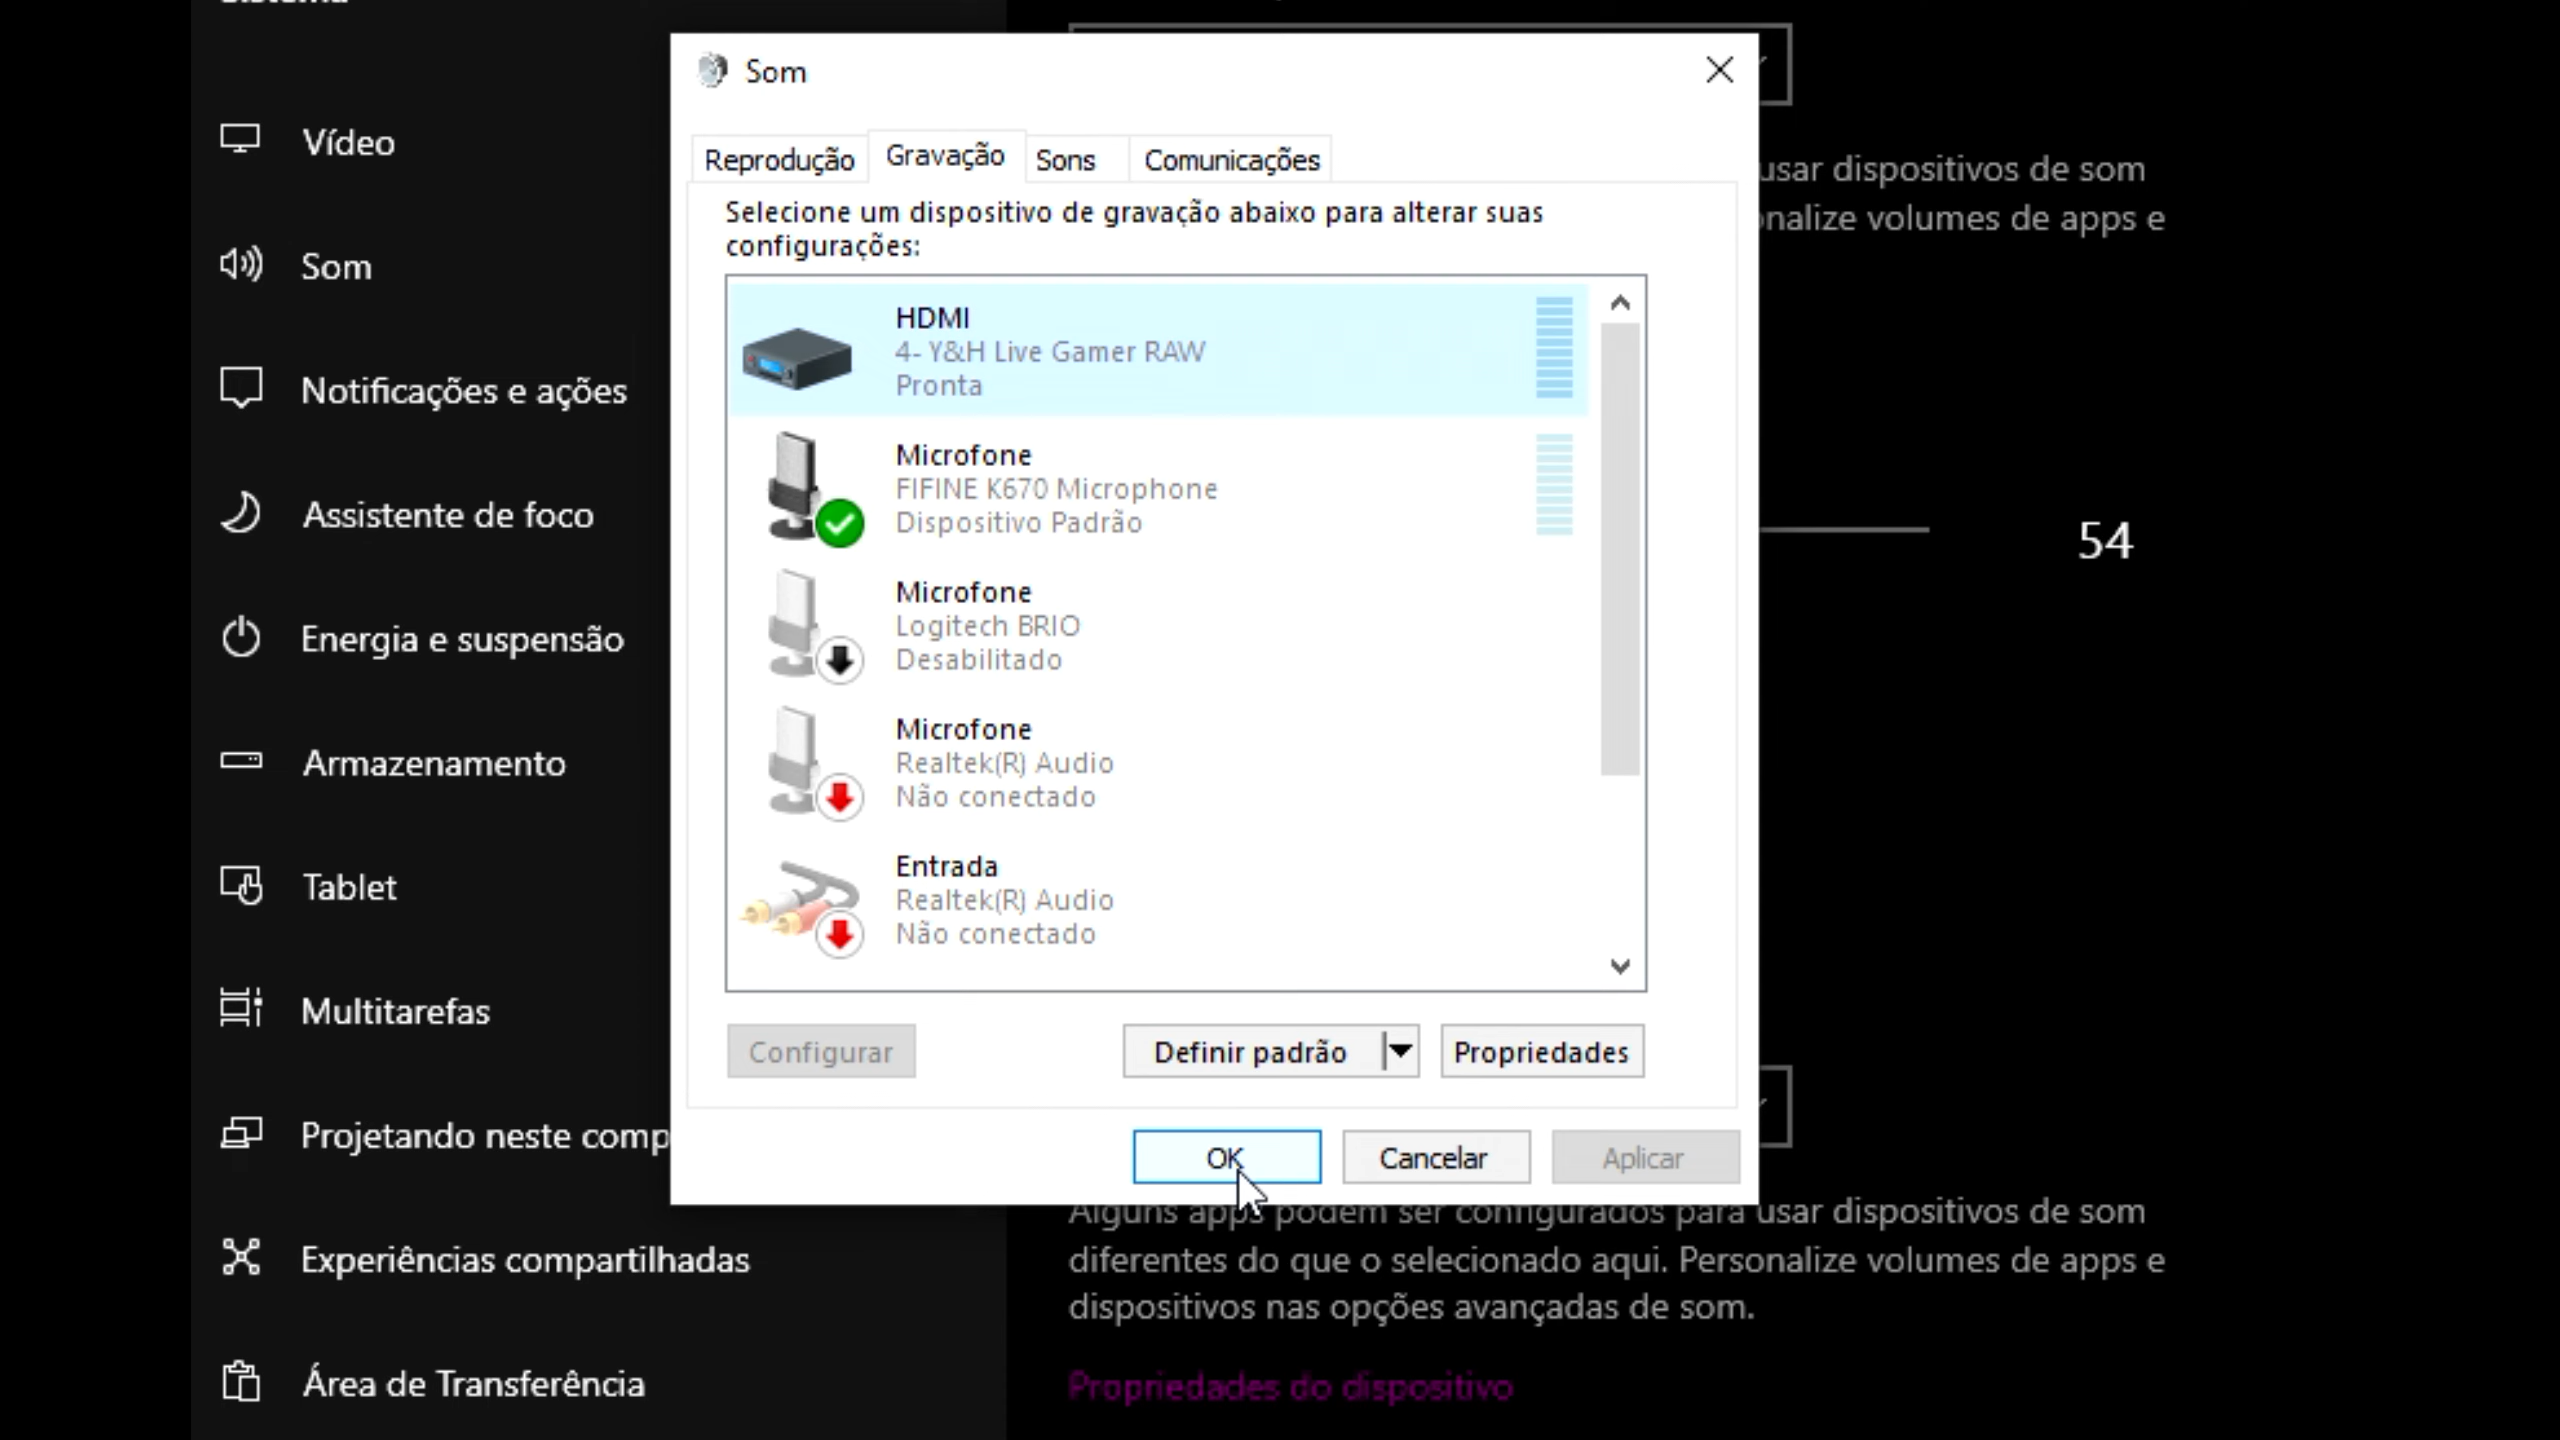 Sistema
Vídeo
Som
Notificações e ações
Assistente de foco
Energia e suspensão
Armazenamento
Tablet
Multitarefas
Projetando neste comp
Experiências compartilhadas
Área de Transferência
Som
Reprodução
Gravação
Sons
Comunicações
Selecione um dispositivo de gravação abaixo para alterar suas
configurações:
HDMI
4- Y&H Live Gamer RAW
Pronta
Microfone
FIFINE K670 Microphone
Dispositivo Padrão
Microfone
Logitech BRIO
Desabilitado
Microfone
Realtek(R) Audio
Não conectado
Entrada
Realtek(R) Audio
Não conectado
Configurar
Definir padrão
Propriedades
OK
Cancelar
Aplicar
usar dispositivos de som
onalize volumes de apps e
54
Alguns apps podem ser configurados para usar dispositivos de som
diferentes do que o selecionado aqui. Personalize volumes de apps e
dispositivos nas opções avançadas de som.
Propriedades do dispositivo